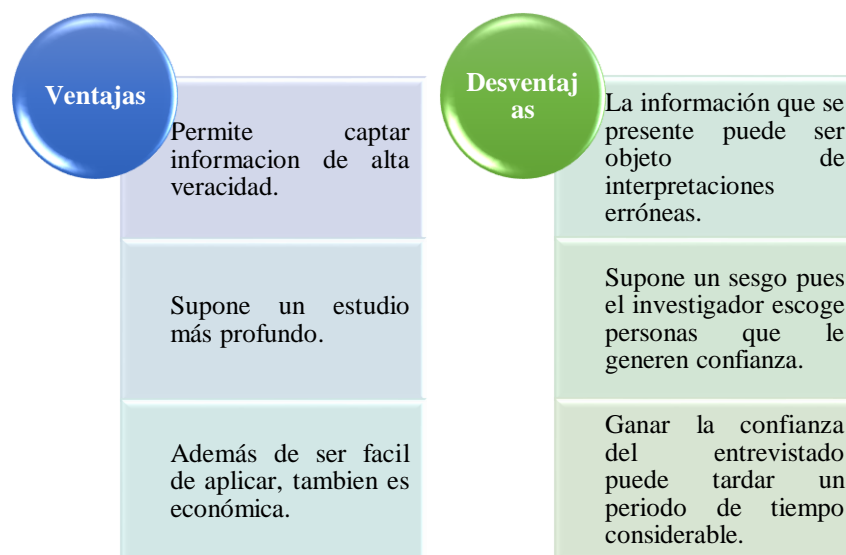 Ventajas
Permite captar
informacion de alta
veracidad.
Supone un estudio
más profundo.
Además de ser facil
de aplicar, tambien es
económica.
Desventaj
as
La información que se
presente puede ser
objeto de
interpretaciones
erróneas.
Supone un sesgo pues
el investigador escoge
personas que le
generen confianza.
Ganar la confianza
del entrevistado
puede tardar un
periodo de tiempo
considerable.